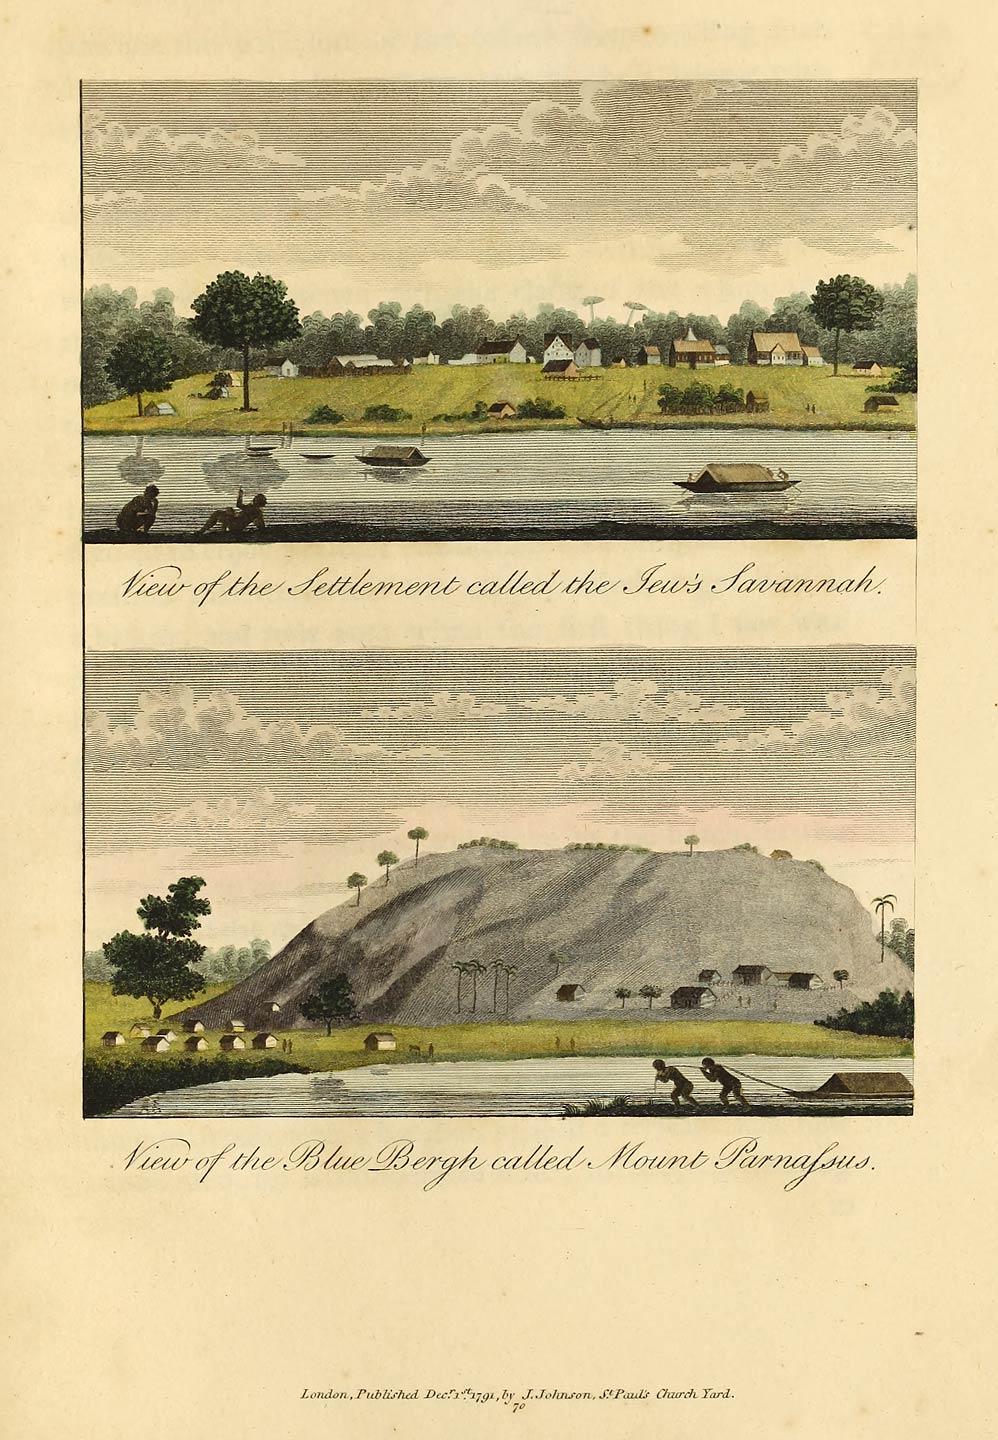 View of the Settlement called the Jew's Savannah.
View of the Blue Bergh called Mount Parnaſsus.
London, Published Decr. 1st. 1791, by J. Johnson, St. Paul's Church Yard.
70